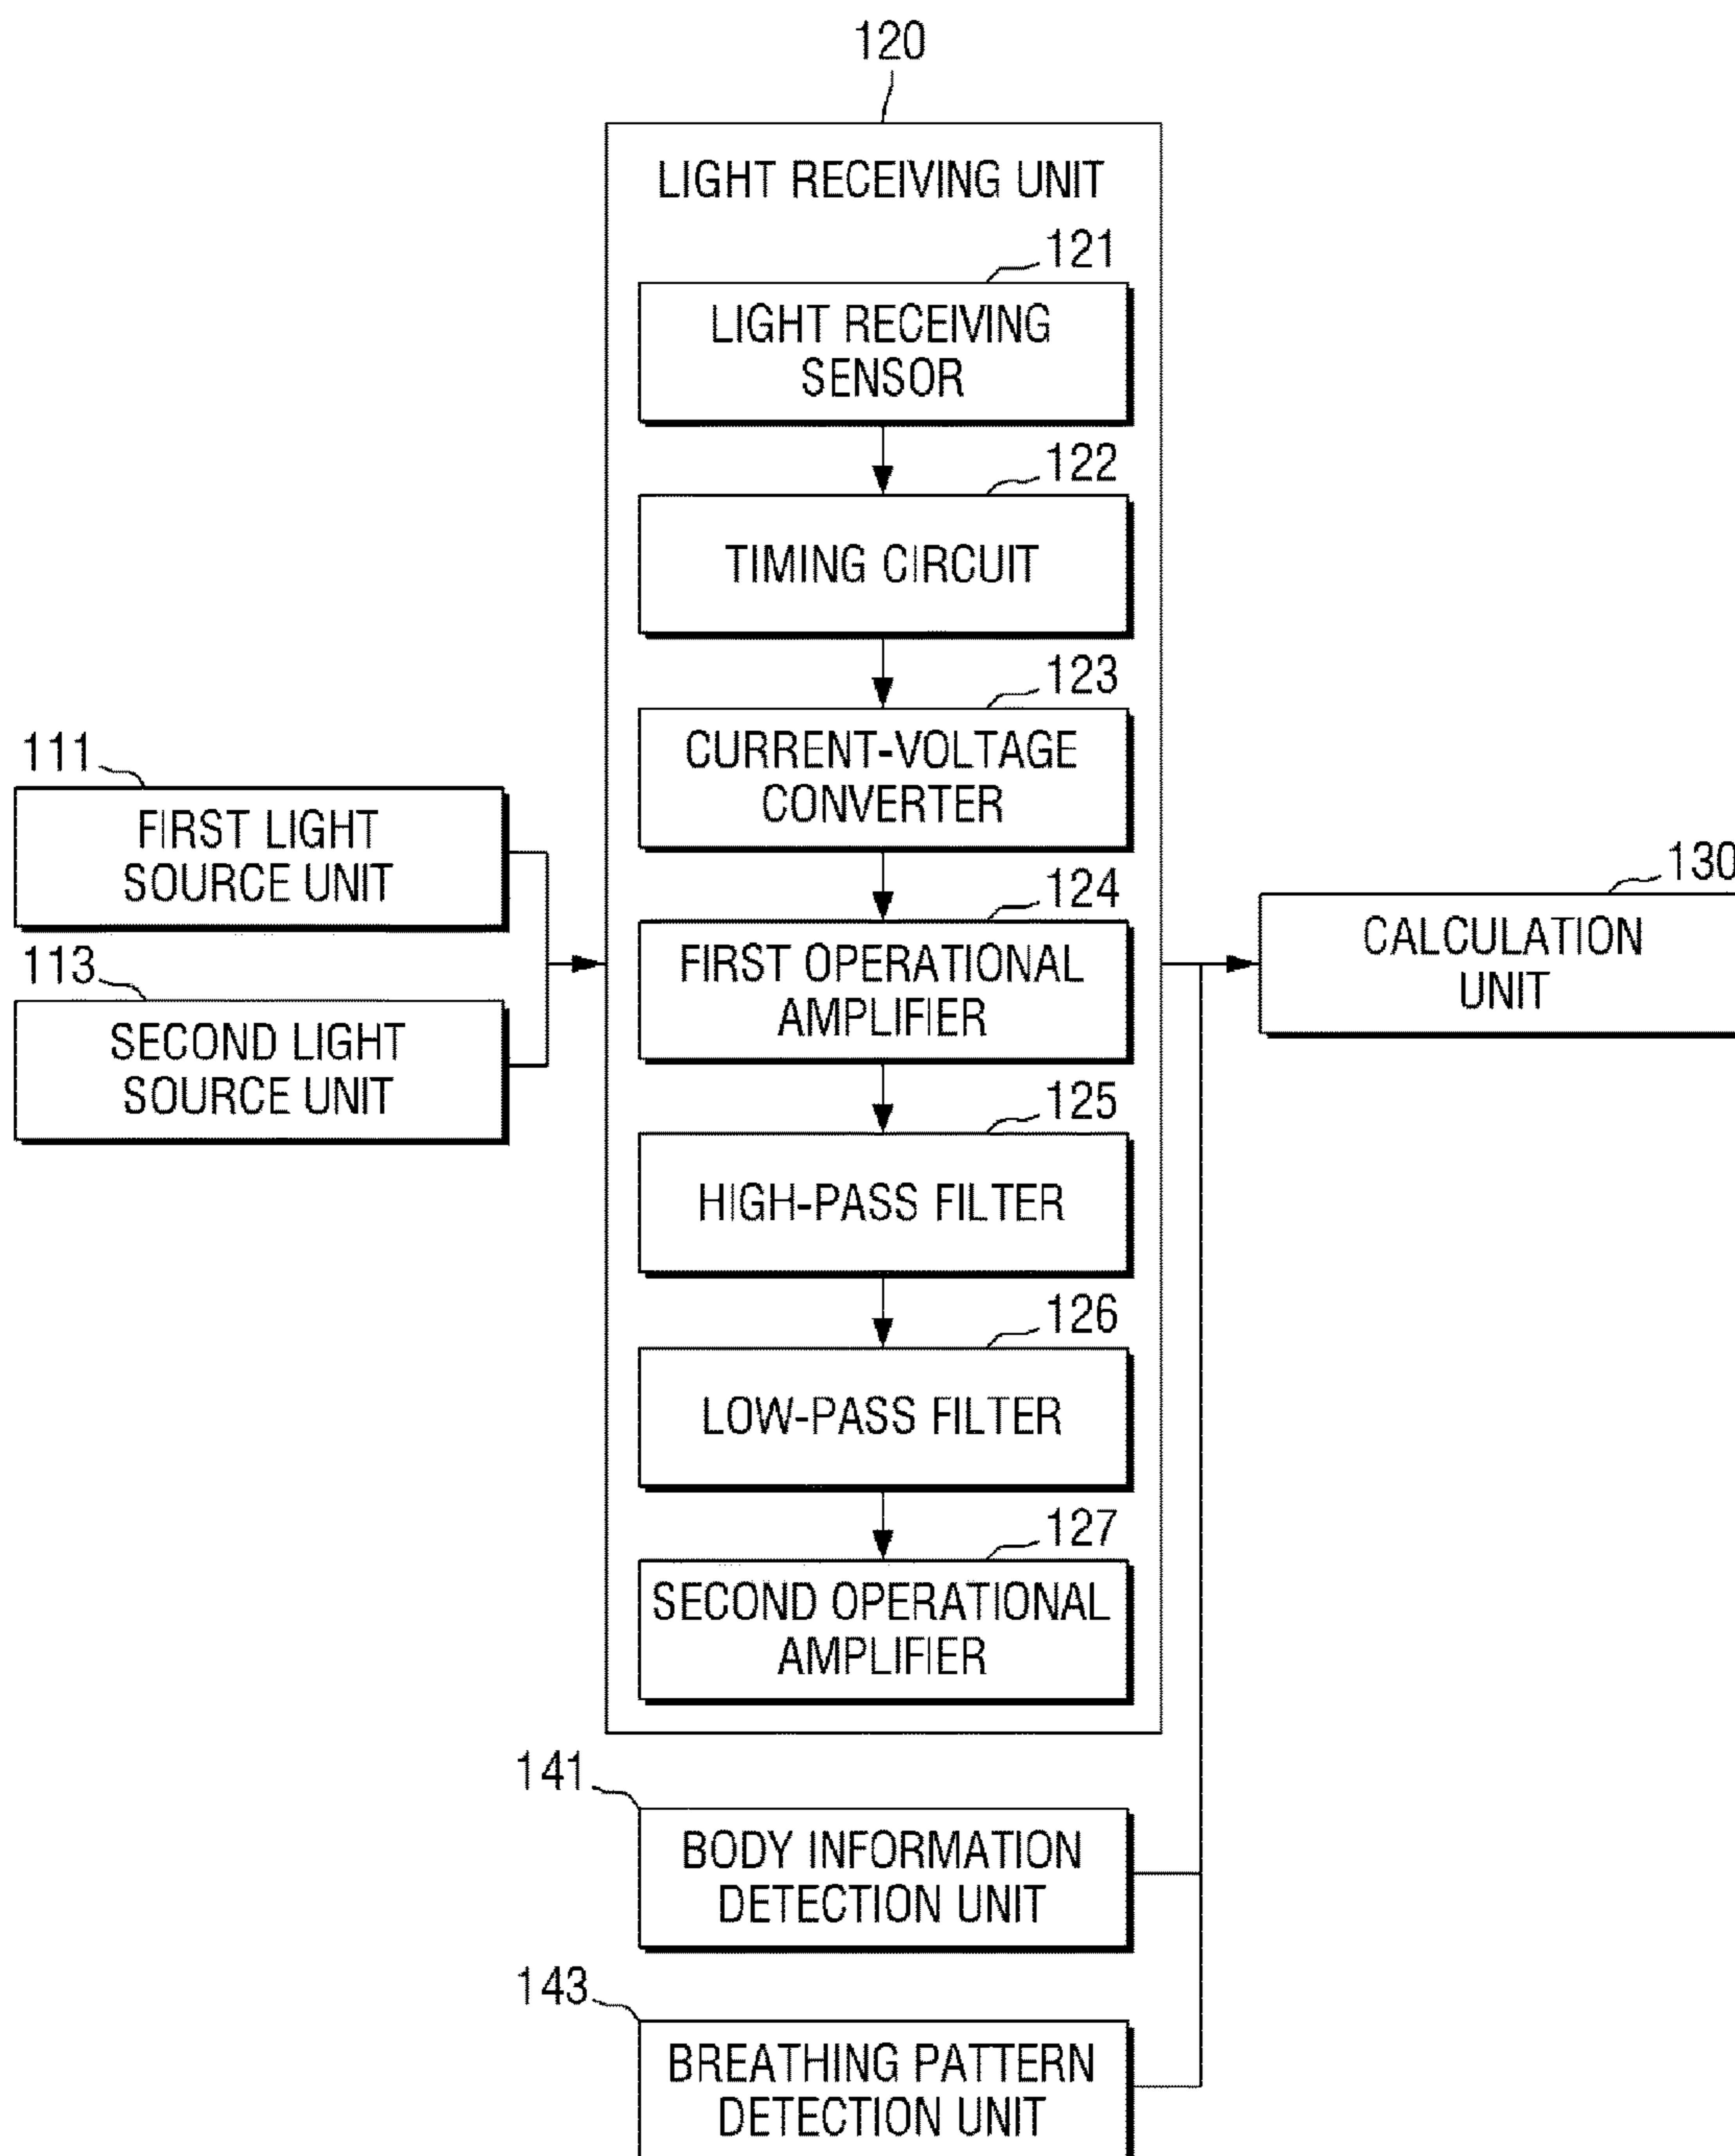 120
LIGHT RECEIVING UNIT
121
LIGHT RECEIVING
SENSOR
122
TIMING CIRCUIT
123
CURRENT-VOLTAGE
CONVERTER
111
FIRST LIGHT
SOURCE UNIT
113
SECOND LIGHT
SOURCE UNIT
124
FIRST OPERATIONAL
AMPLIFIER
130
CALCULATION
UNIT
125
HIGH-PASS FILTER
126
LOW-PASS FILTER
127
SECOND OPERATIONAL
AMPLIFIER
141
BODY INFORMATION
DETECTION UNIT
143
BREATHING PATTERN
DETECTION UNIT